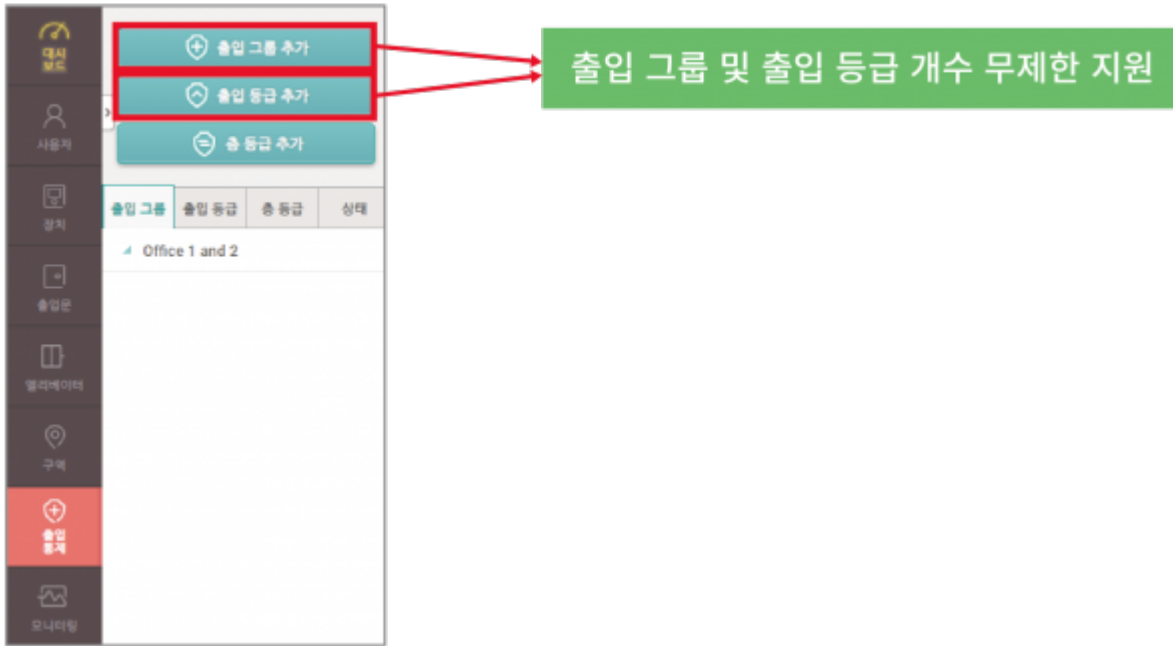 대시
보드
사용자
장치
출입문
엘리베이터
구역
출입
통제
모니터링
출입 그룹 추가
출입 등급 추가
층 등급 추가
출입 그룹
출입 등급
층 등급
상태
Office 1 and 2
출입 그룹 및 출입 등급 개수 무제한 지원